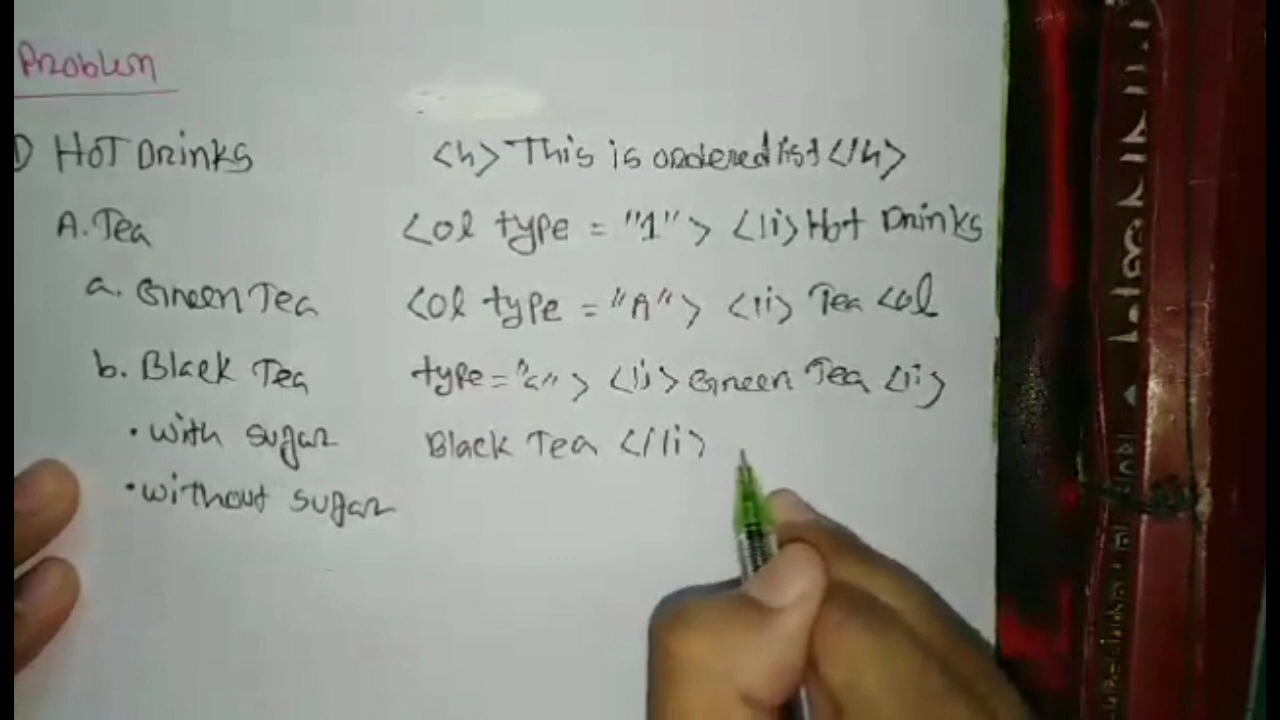 Problem
1) HOT Drinks
A. Tea
a. Green Tea
b. Black Tea
• with sugar
• without sugar
<h> This is ordered list </h>
<ol type = "1"> <li> Hot Drinks
<ol type = "A"> <li> Tea <ol
type = "a" > <li> Green Tea <li>
Black Tea </li>